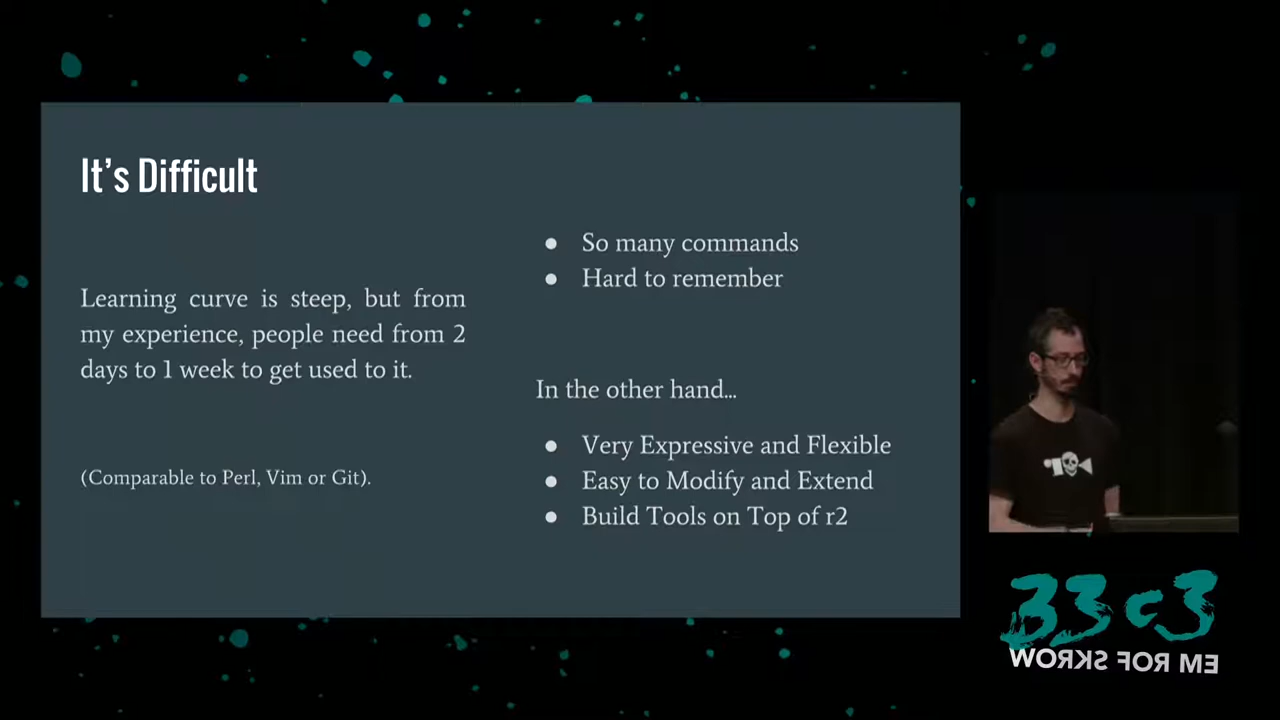 It's Difficult
Learning curve is steep, but from
my experience, people need from 2
days to 1 week to get used to it.
(Comparable to Perl, Vim or Git).
● So many commands
● Hard to remember
In the other hand...
● Very Expressive and Flexible
● Easy to Modify and Extend
● Build Tools on Top of r2
33c3
WORKS FOR ME